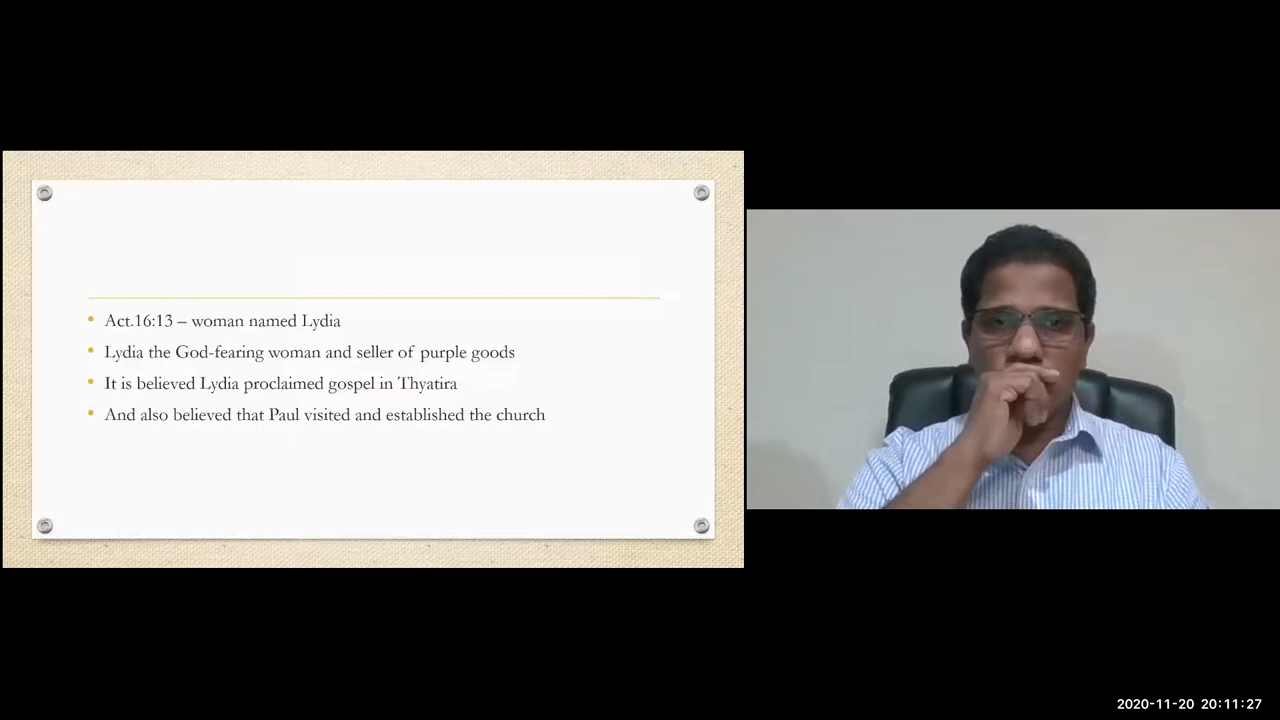 Act.16:13 – woman named Lydia
Lydia the God-fearing woman and seller of purple goods
It is believed Lydia proclaimed gospel in Thyatira
And also believed that Paul visited and established the church
2020-11-20 20:11:27